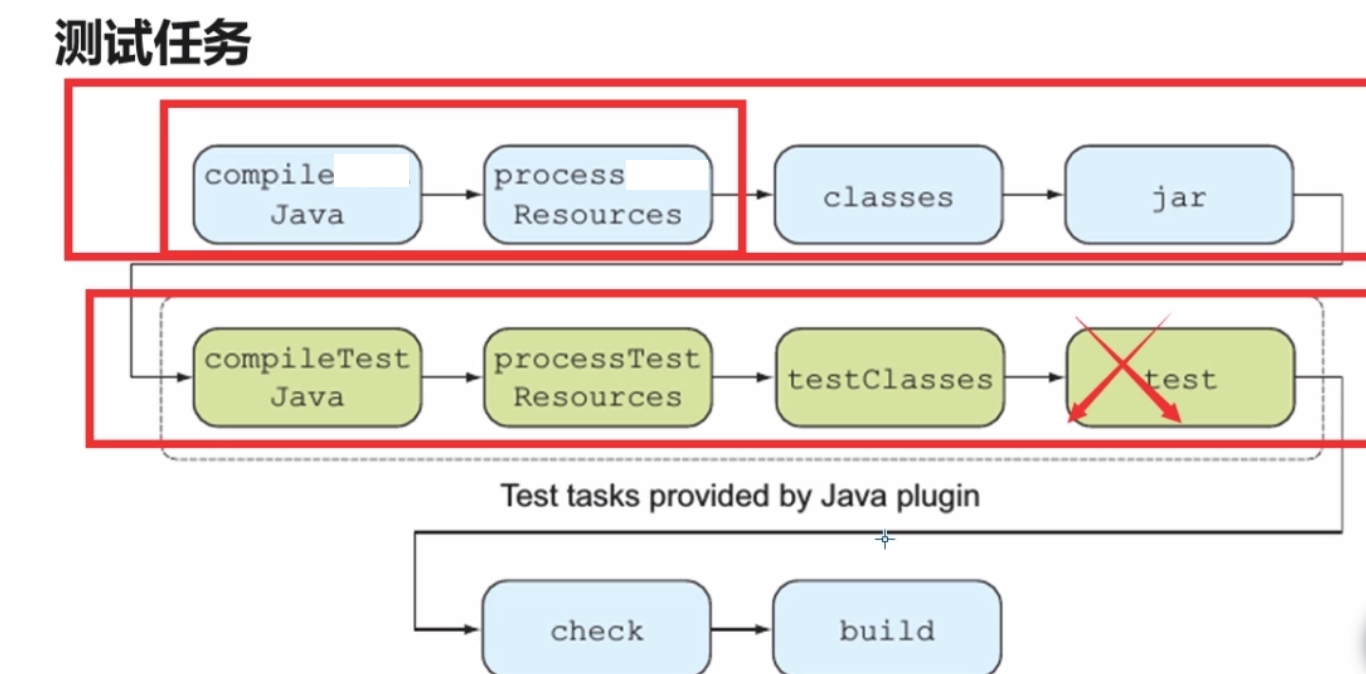 测试任务
compile
Java
process
Resources
classes
jar
compileTest
Java
processTest
Resources
testClasses
test
Test tasks provided by Java plugin
check
build